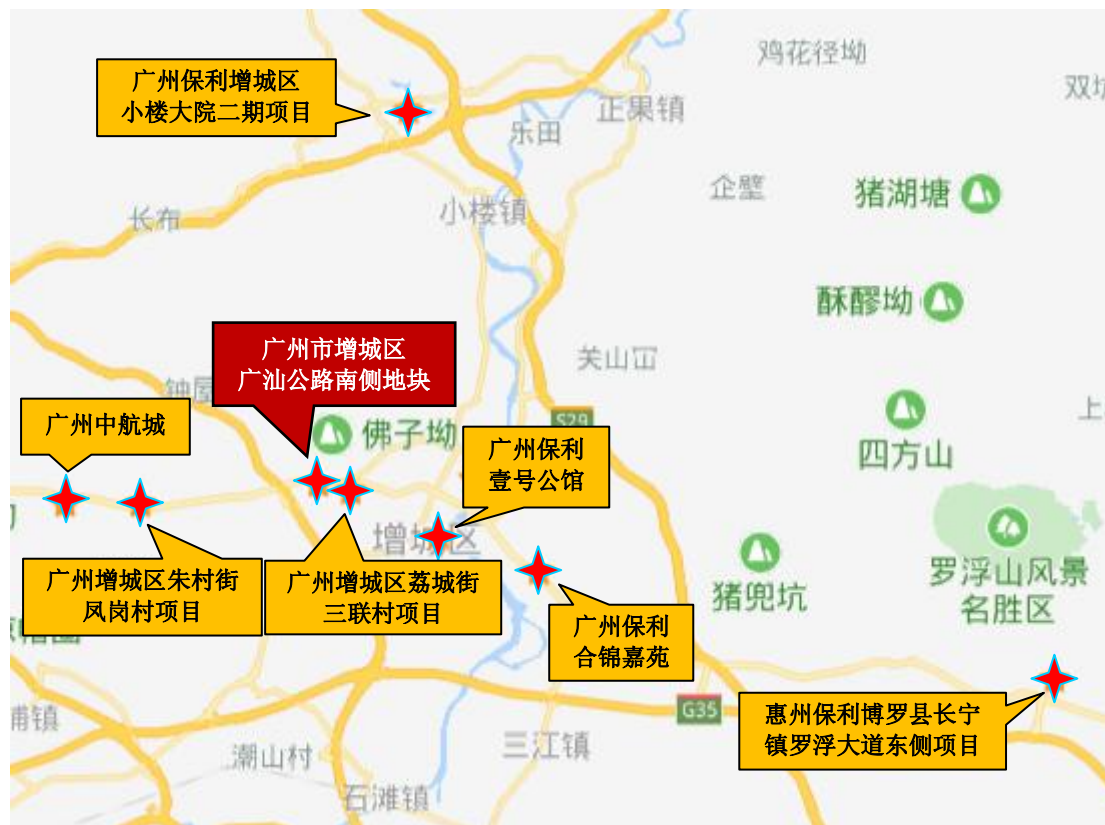 鸡花径坳
双坑
广州保利增城区
小楼大院二期项目
正果镇
乐田
企壁
猪湖塘
长布
小楼镇
酥醪坳
广州市增城区
广汕公路南侧地块
关山冚
钟屋
上
广州中航城
佛子坳
S29
四方山
广州保利
壹号公馆
增城区
罗浮山风景
名胜区
猪兜坑
广州增城区朱村街
凤岗村项目
广州增城区荔城街
三联村项目
广州保利
合锦嘉苑
G35
惠州保利博罗县长宁
镇罗浮大道东侧项目
埔镇
潮山村
三江镇
石滩镇